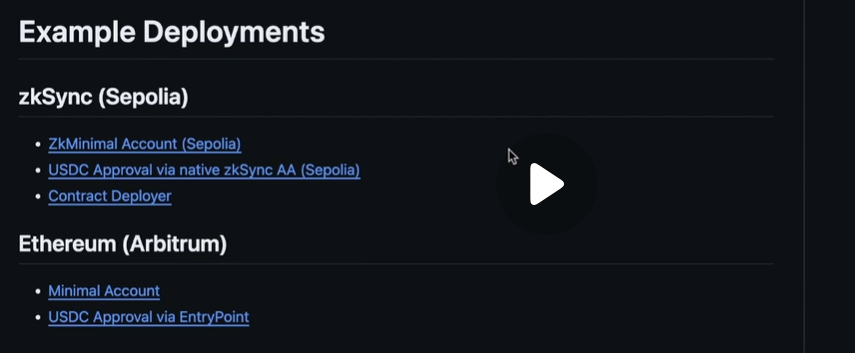 Example Deployments
zkSync (Sepolia)
ZkMinimal Account (Sepolia)
USDC Approval via native zkSync AA (Sepolia)
Contract Deployer
Ethereum (Arbitrum)
Minimal Account
USDC Approval via EntryPoint